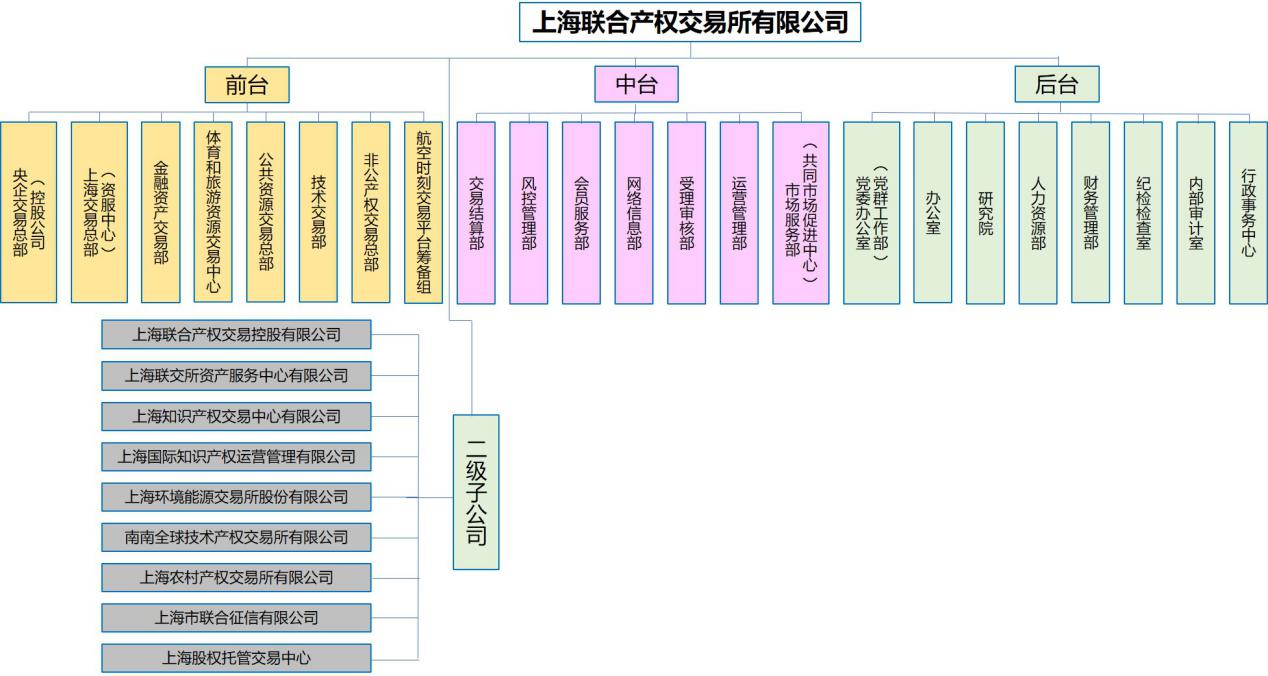 上海联合产权交易所有限公司
前台
中台
后台
央企交易总部
（控股公司）
上海交易总部
（资服中心）
金融资产交易部
体育和旅游资源交易中心
公共资源交易总部
技术交易部
非公产权交易总部
航空时刻交易平台筹备组
交易结算部
风控管理部
会员服务部
网络信息部
受理审核部
运营管理部
市场服务部
（共同市场促进中心）
党委办公室
（党群工作部）
办公室
研究院
人力资源部
财务管理部
纪检检查室
内部审计室
行政事务中心
上海联合产权交易控股有限公司
上海联交所资产服务中心有限公司
上海知识产权交易中心有限公司
上海国际知识产权运营管理有限公司
上海环境能源交易所股份有限公司
南南全球技术产权交易所有限公司
上海农村产权交易所有限公司
上海市联合征信有限公司
上海股权托管交易中心
二级子公司